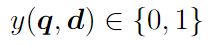 y(q, d) ∈ {0, 1}